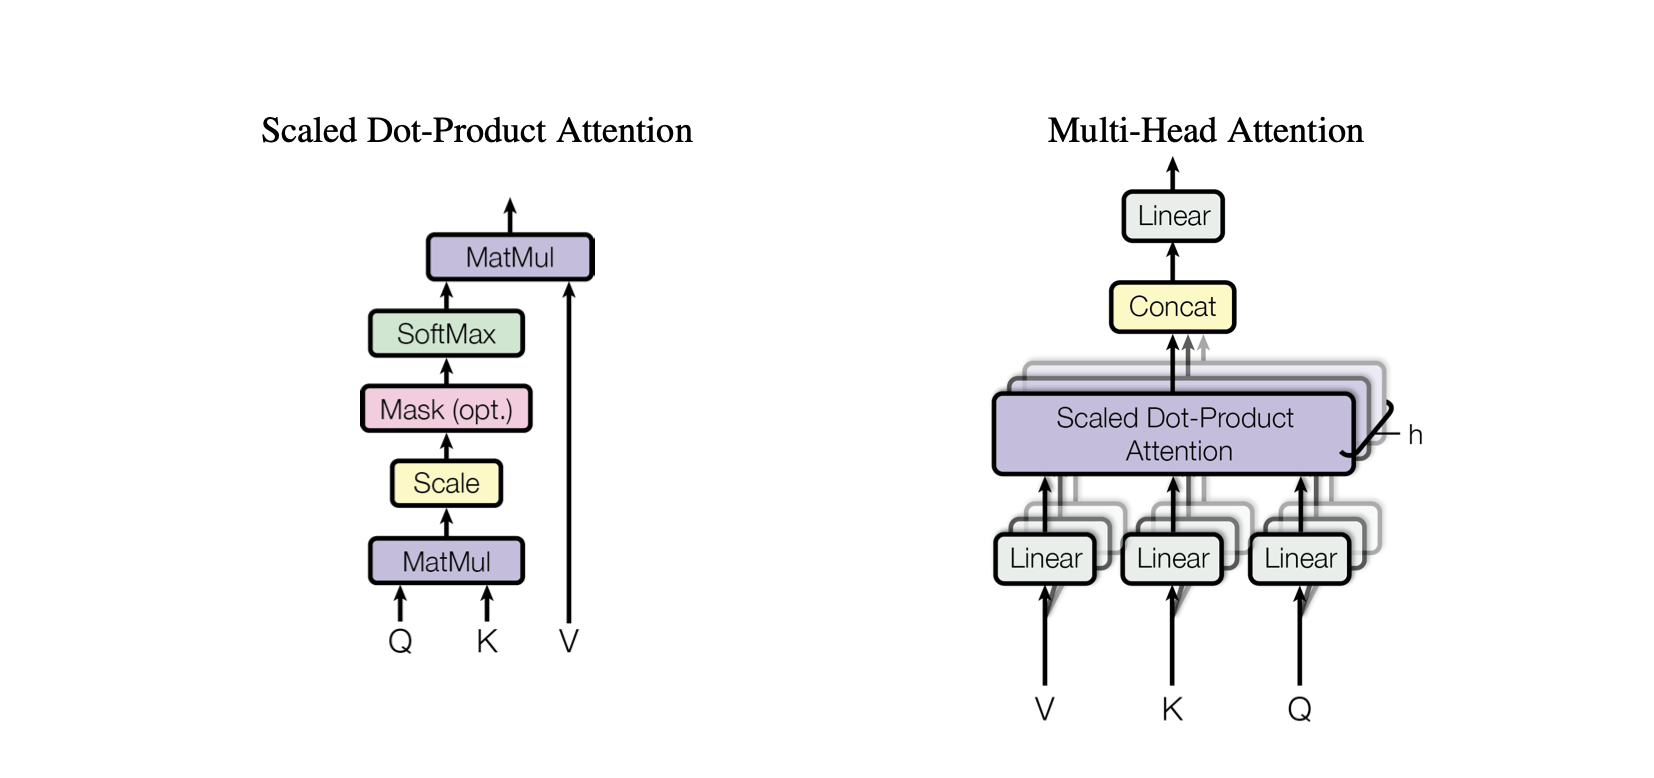 Scaled Dot-Product Attention
MatMul
SoftMax
Mask (opt.)
Scale
MatMul
Q K V
Multi-Head Attention
Linear
Concat
Scaled Dot-Product
Attention
h
Linear Linear Linear
V K Q